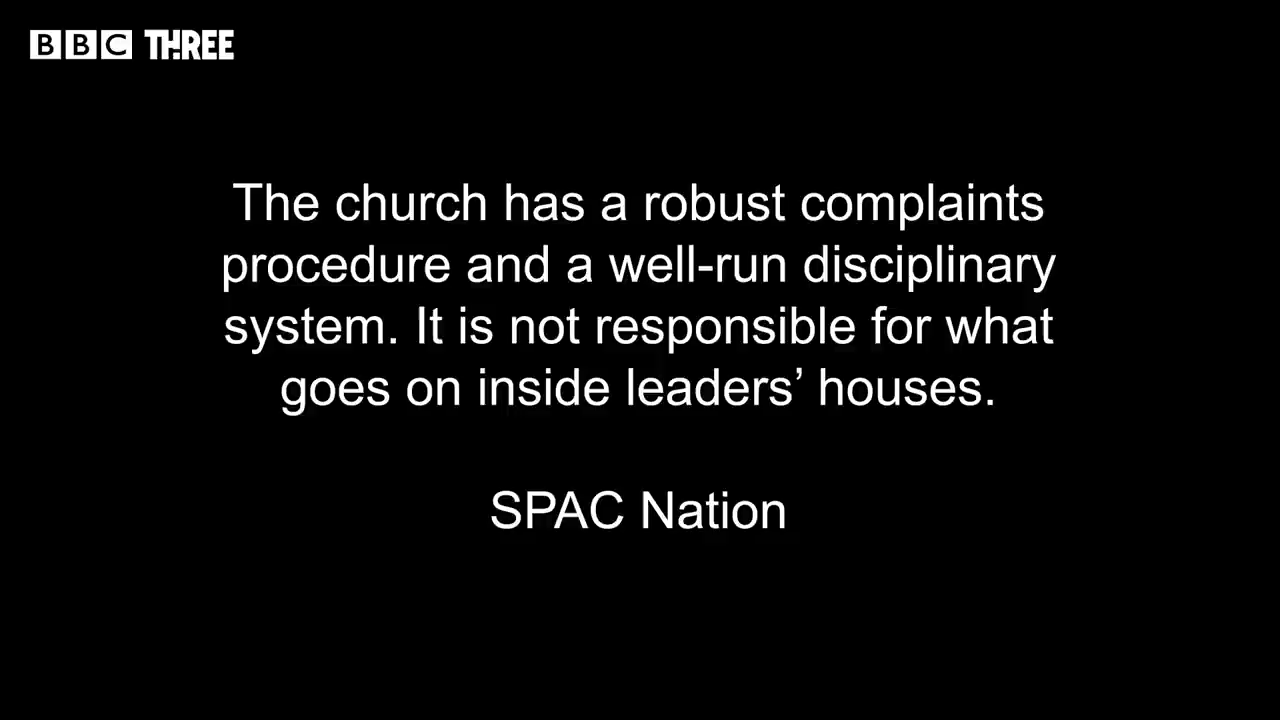 BBC THREE
The church has a robust complaints
procedure and a well-run disciplinary
system. It is not responsible for what
goes on inside leaders’ houses.
SPAC Nation